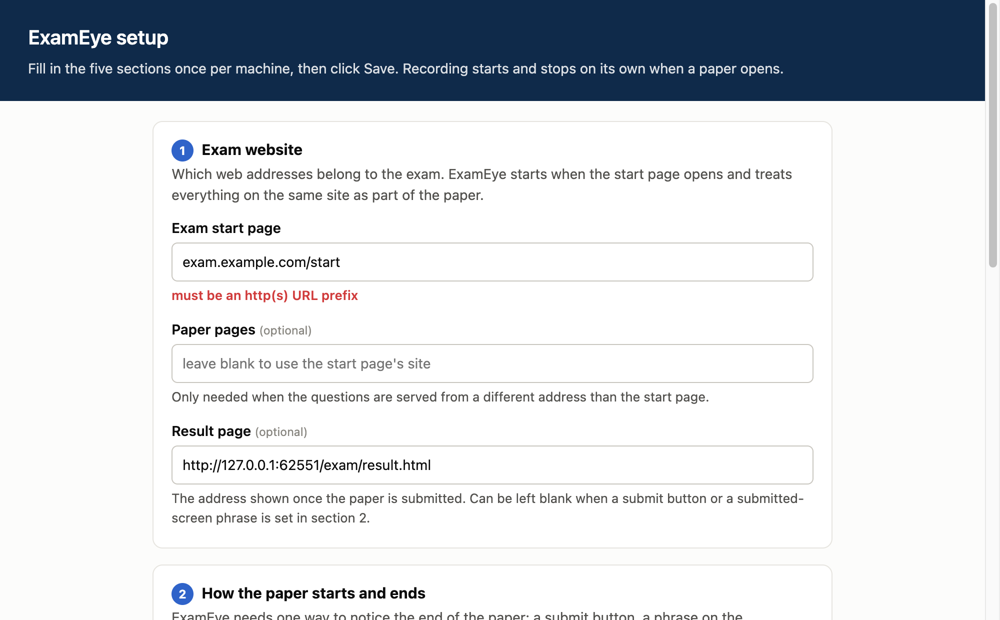 ExamEye setup
Fill in the five sections once per machine, then click Save. Recording starts and stops on its own when a paper opens.
1 Exam website
Which web addresses belong to the exam. ExamEye starts when the start page opens and treats
everything on the same site as part of the paper.
Exam start page
exam.example.com/start
must be an http(s) URL prefix
Paper pages (optional)
leave blank to use the start page's site
Only needed when the questions are served from a different address than the start page.
Result page (optional)
http://127.0.0.1:62551/exam/result.html
The address shown once the paper is submitted. Can be left blank when a submit button or a submitted-
screen phrase is set in section 2.
2 How the paper starts and ends
ExamEye needs one way to notice the end of the paper: a submit button, a phrase on the